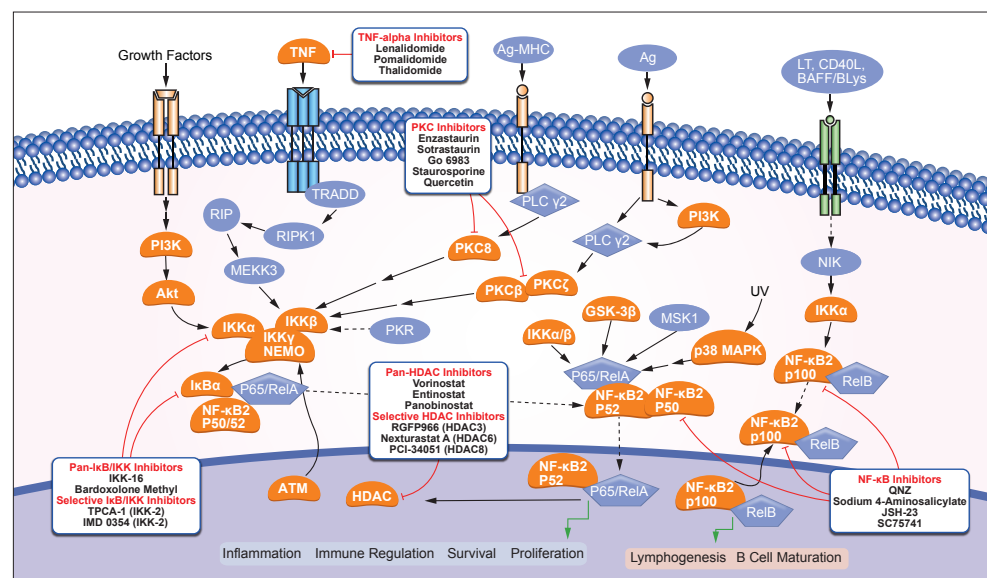 TNF-alpha Inhibitors
Lenalidomide
Pomalidomide
Thalidomide
Growth Factors
TNF
Ag-MHC
Ag
LT, CD40L,
BAFF/BLys
PKC Inhibitors
Enzastaurin
Sotrastaurin
Go 6983
Staurosporine
Quercetin
TRADD
RIP
RIPK1
MEKK3
PI3K
Akt
PLC γ2
PKC8
PI3K
PLC γ2
PKCβ
PKCζ
NIK
IKKα
UV
IKKα
IKKβ
IKKγ
NEMO
PKR
IKKα/β
GSK-3β
MSK1
p38 MAPK
IκBα
P65/RelA
NF-κB2
P50/52
P65/RelA
NF-κB2
P52
NF-κB2
P50
NF-κB2
p100
RelB
NF-κB2
p100
RelB
Pan-HDAC Inhibitors
Vorinostat
Entinostat
Panobinostat
Selective HDAC Inhibitors
RGFP966 (HDAC3)
Nexturastat A (HDAC6)
PCI-34051 (HDAC8)
Pan-IκB/IKK Inhibitors
IKK-16
Bardoxolone Methyl
Selective IκB/IKK Inhibitors
TPCA-1 (IKK-2)
IMD 0354 (IKK-2)
ATM
HDAC
NF-κB2
P52
P65/RelA
NF-κB2
p100
RelB
NF-κB Inhibitors
QNZ
Sodium 4-Aminosalicylate
JSH-23
SC75741
Inflammation Immune Regulation Survival Proliferation
Lymphogenesis B Cell Maturation